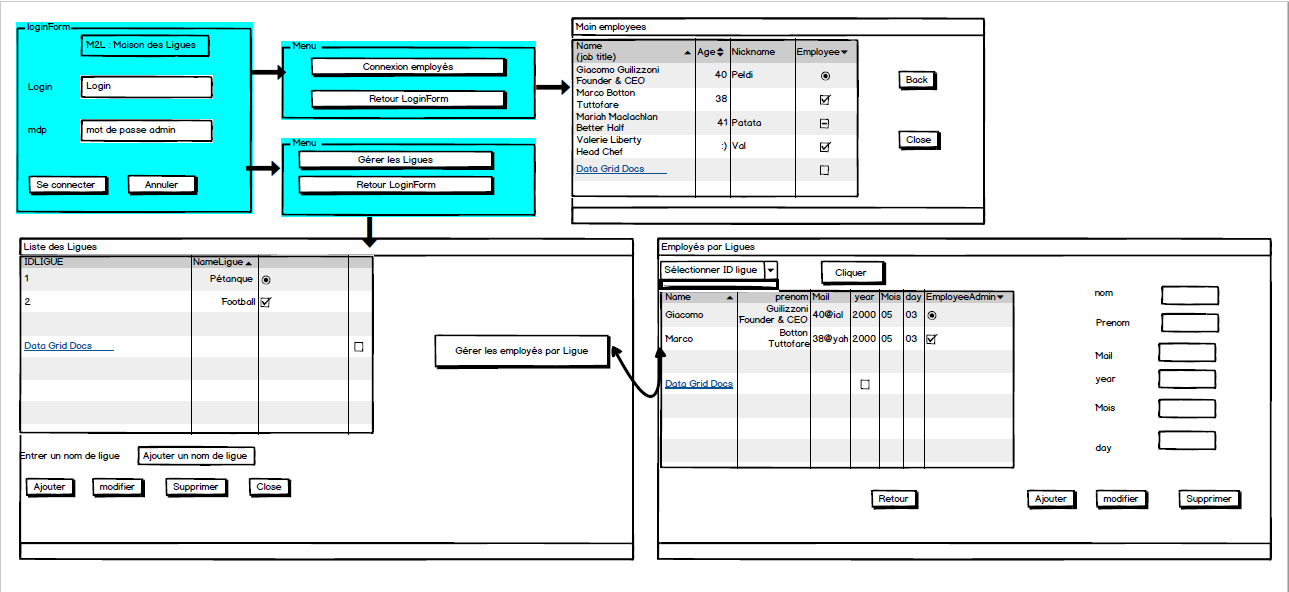 loginForm
M2L : Maison des Ligues
Login
Login
mdp
mot de passe admin
Se connecter
Annuler
Menu
Connexion employés
Retour LoginForm
Menu
Gérer les Ligues
Retour LoginForm
Main employees
Name
(job title)
Age
Nickname
Employee
Giacomo Guilizzoni
Founder & CEO
40
Peldi
Marco Botton
Tuttofare
38
Mariah Maclachlan
Better Half
41
Patata
Valerie Liberty
Head Chef
:)
Val
Data Grid Docs
Back
Close
Liste des Ligues
IDLIGUE
NameLigue
1
Pétanque
2
Football
Data Grid Docs
Gérer les employés par Ligue
Entrer un nom de ligue
Ajouter un nom de ligue
Ajouter
modifier
Supprimer
Close
Employés par Ligues
Sélectionner ID ligue
Cliquer
Name
prenom
Mail
year
Mois
day
EmployeeAdmin
Giacomo
Guilizzoni
Founder & CEO
40@ial
2000
05
03
Marco
Botton
Tuttofare
38@yah
2000
05
03
Data Grid Docs
nom
Prenom
Mail
year
Mois
day
Retour
Ajouter
modifier
Supprimer